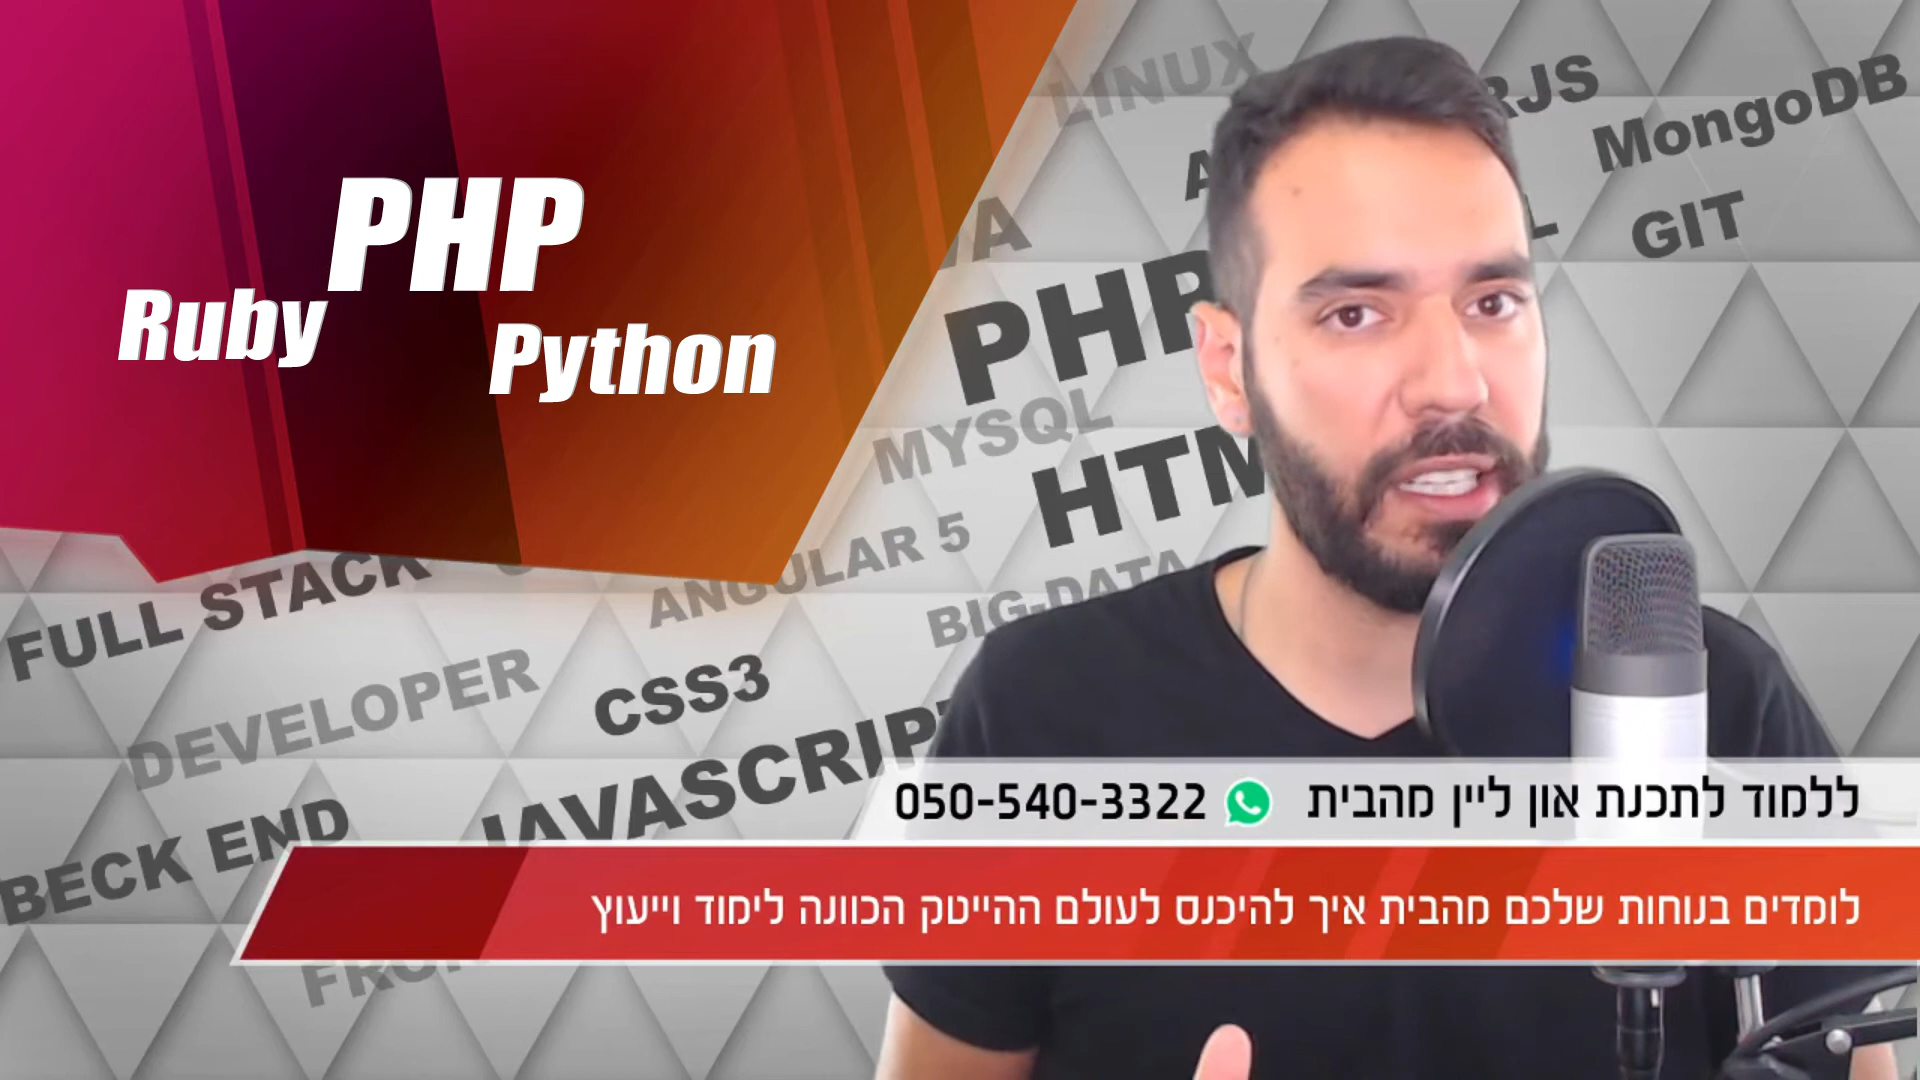 PHP
Ruby
Python
LINUX
RJS
MongoDB
GIT
PHP
MYSQL
ANGULAR 5
BIG-DATA
FULL STACK
DEVELOPER
CSS3
JAVASCRIPT
BECK END
ללמוד לתכנת און ליין מהבית 050-540-3322
לומדים בנוחות שלכם מהבית איך להיכנס לעולם ההייטק הכוונה לימוד וייעוץ